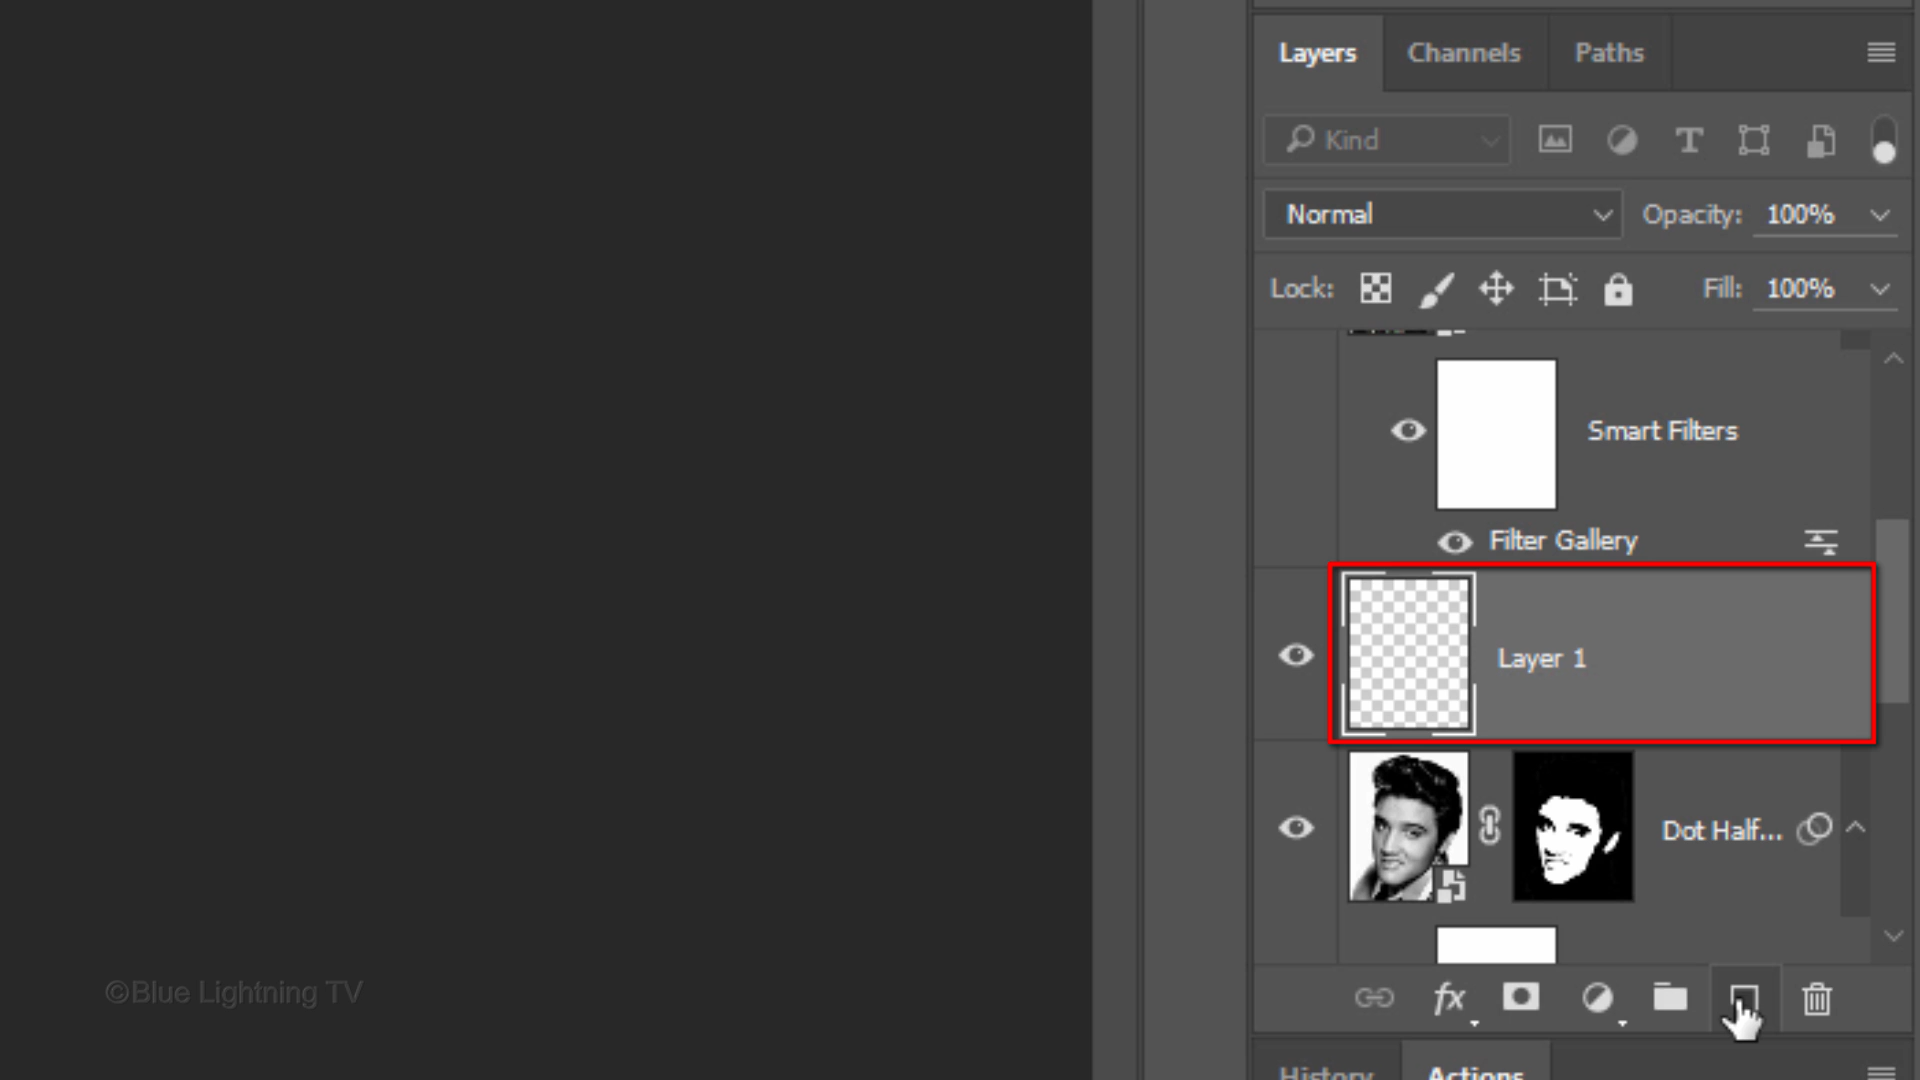 Layers Channels Paths
Kind
Normal Opacity: 100%
Lock: Fill: 100%
Smart Filters
Filter Gallery
Layer 1
Dot Half...
©Blue Lightning TV
fx
History Actions